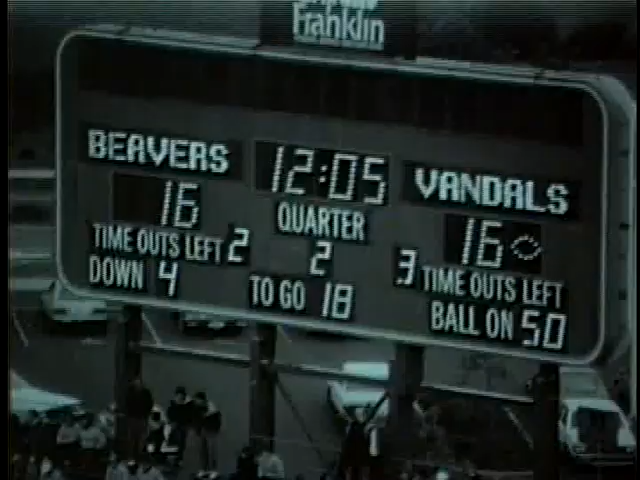 Franklin
BEAVERS 12:05 VANDALS
16 QUARTER 16
TIME OUTS LEFT 2 2 3 TIME OUTS LEFT
DOWN 4 TO GO 18 BALL ON 50